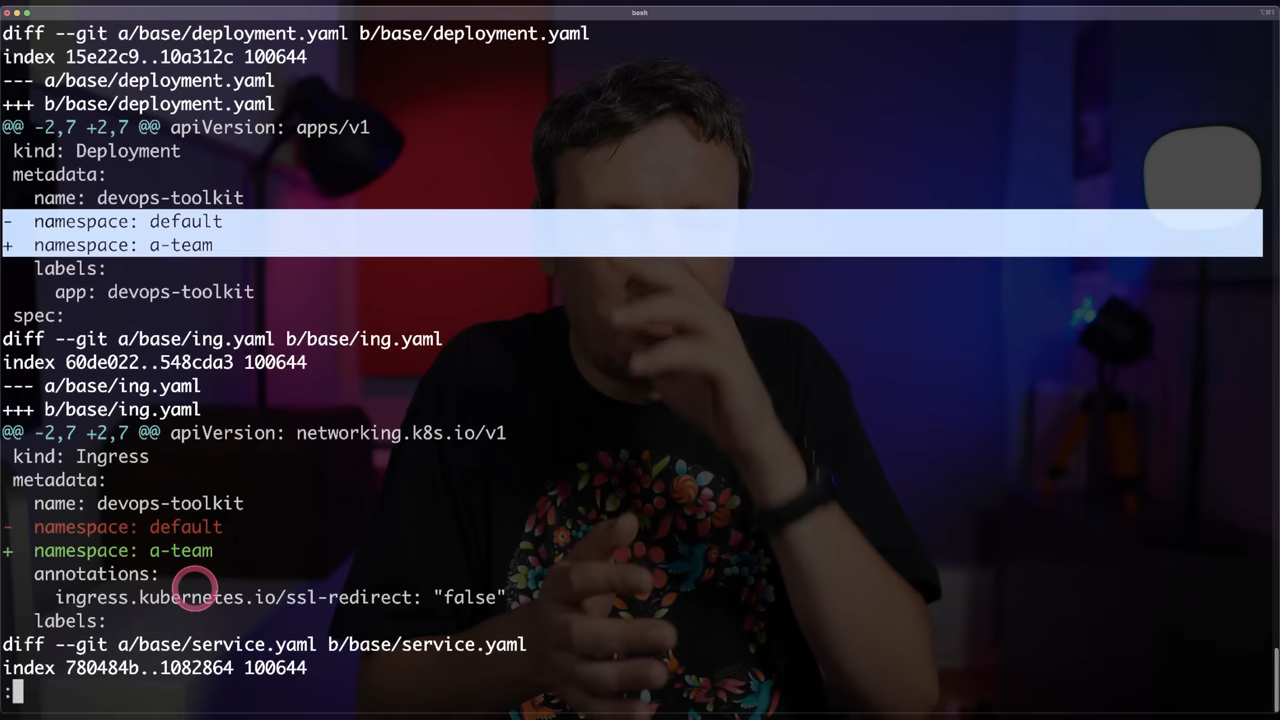 bash
⌥⌘1
diff --git a/base/deployment.yaml b/base/deployment.yaml
index 15e22c9..10a312c 100644
--- a/base/deployment.yaml
+++ b/base/deployment.yaml
@@ -2,7 +2,7 @@ apiVersion: apps/v1
 kind: Deployment
 metadata:
   name: devops-toolkit
-  namespace: default
+  namespace: a-team
   labels:
     app: devops-toolkit
 spec:
diff --git a/base/ing.yaml b/base/ing.yaml
index 60de022..548cda3 100644
--- a/base/ing.yaml
+++ b/base/ing.yaml
@@ -2,7 +2,7 @@ apiVersion: networking.k8s.io/v1
 kind: Ingress
 metadata:
   name: devops-toolkit
-  namespace: default
+  namespace: a-team
   annotations:
     ingress.kubernetes.io/ssl-redirect: "false"
   labels:
diff --git a/base/service.yaml b/base/service.yaml
index 780484b..1082864 100644
: